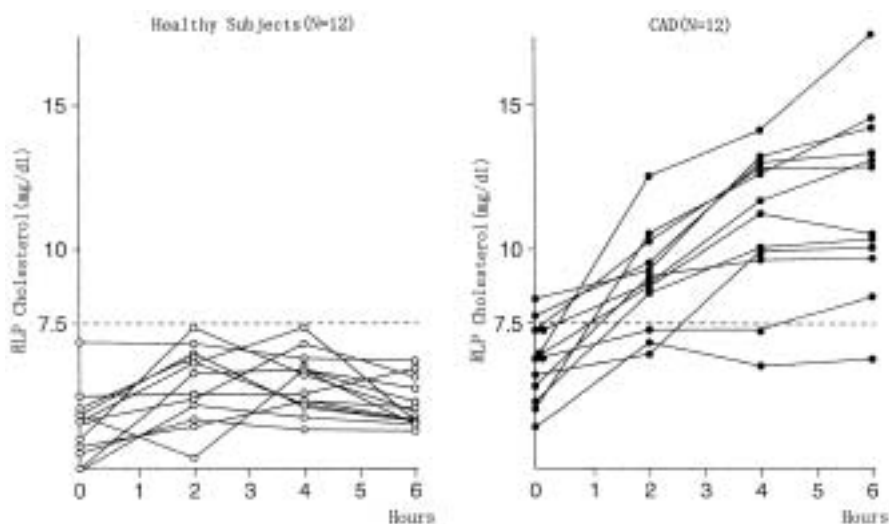 Healthy Subjects(N=12)
15
10
7.5
RLP Cholesterol(mg/dl)
0 1 2 3 4 5 6
Hours
CAD(N=12)
15
10
7.5
RLP Cholesterol(mg/dl)
0 1 2 3 4 5 6
Hours